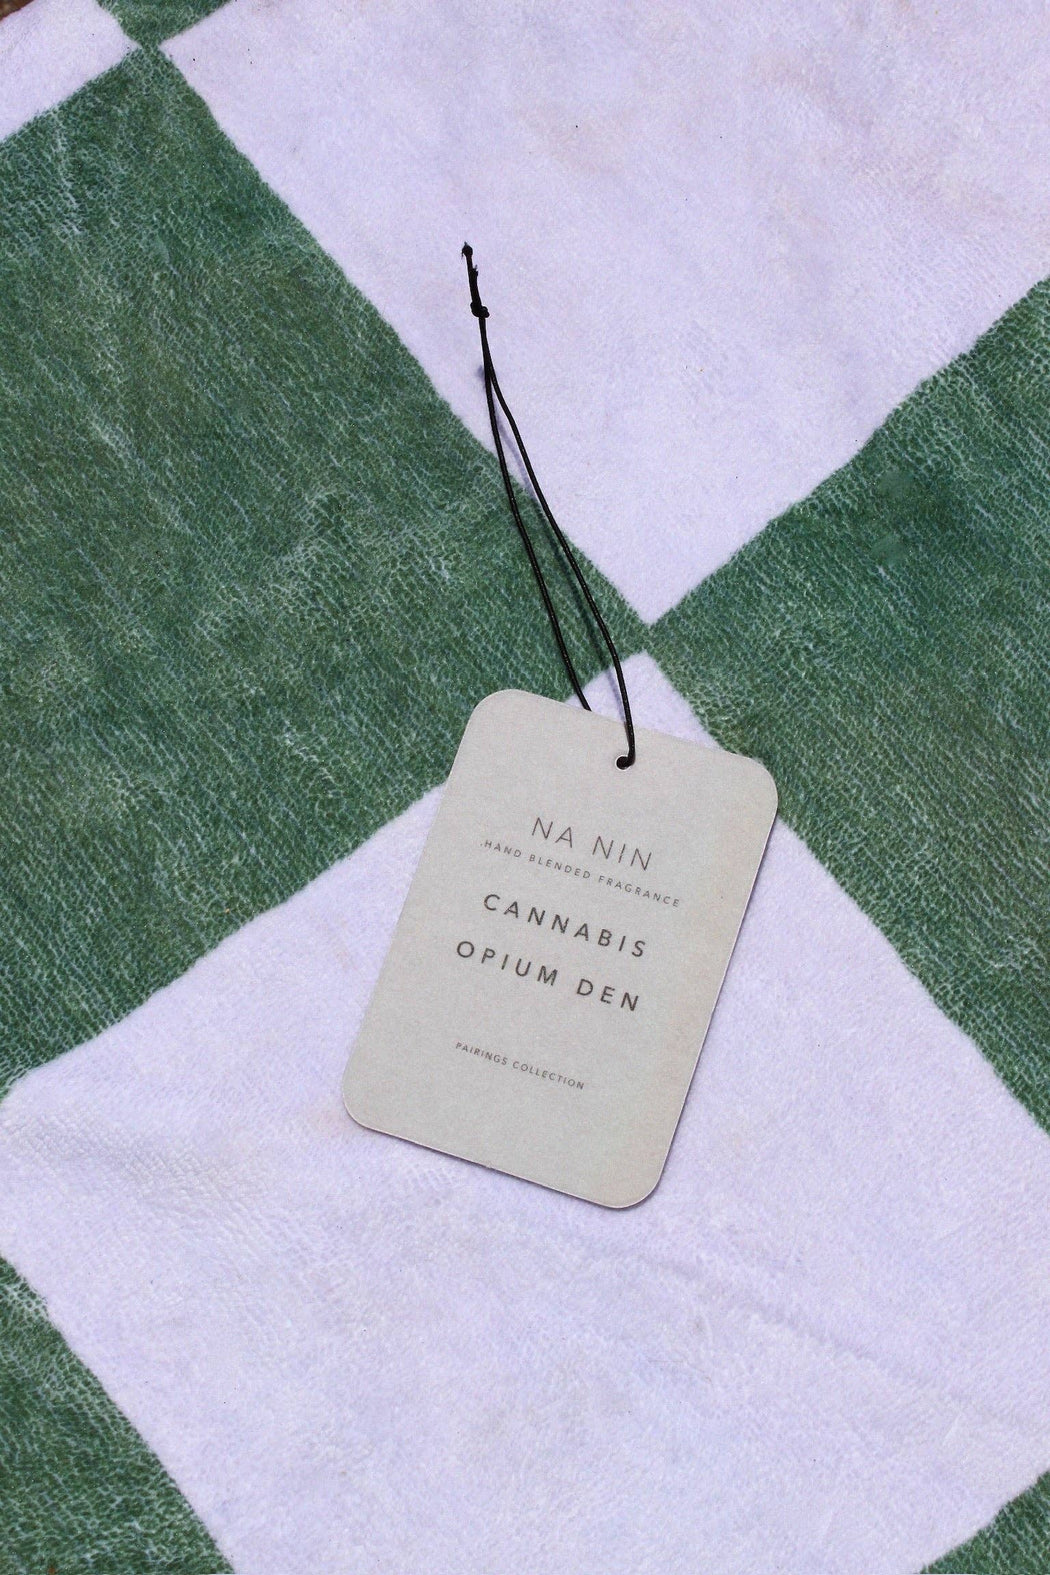 NA NIN
HAND BLENDED FRAGRANCE
CANNABIS
OPIUM DEN
PAIRINGS COLLECTION